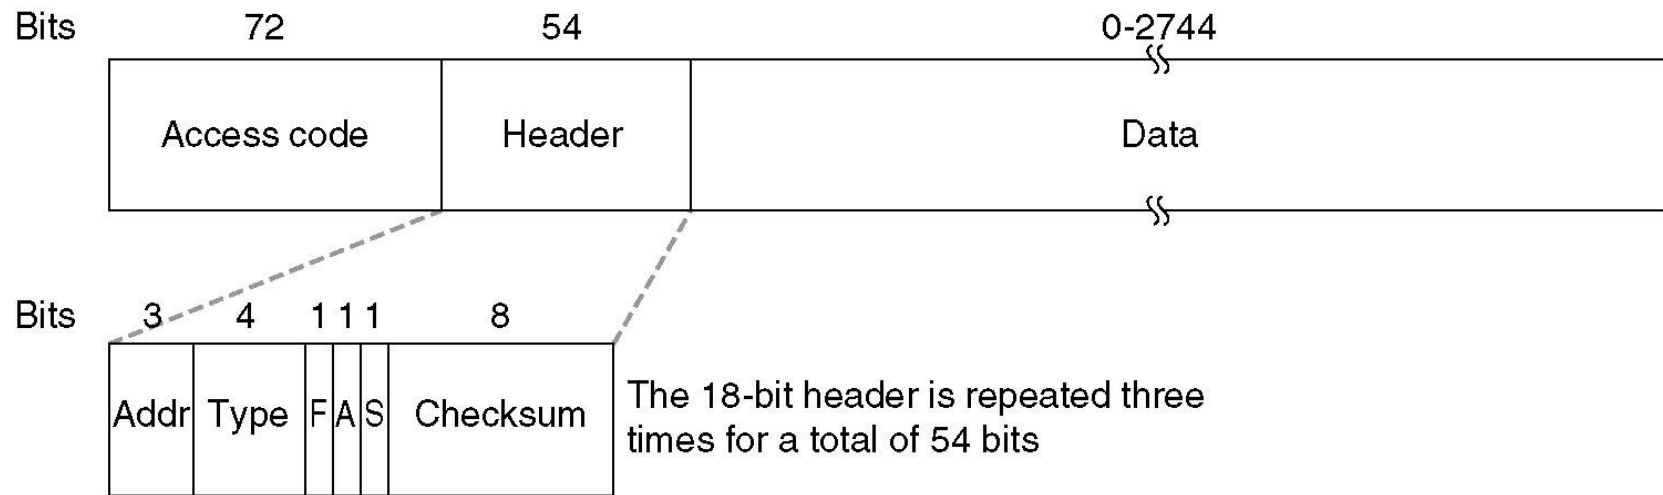 Bits 72 54 0-2744
Access code Header Data
Bits 3 4 1 1 1 8
Addr Type F A S Checksum
The 18-bit header is repeated three
times for a total of 54 bits